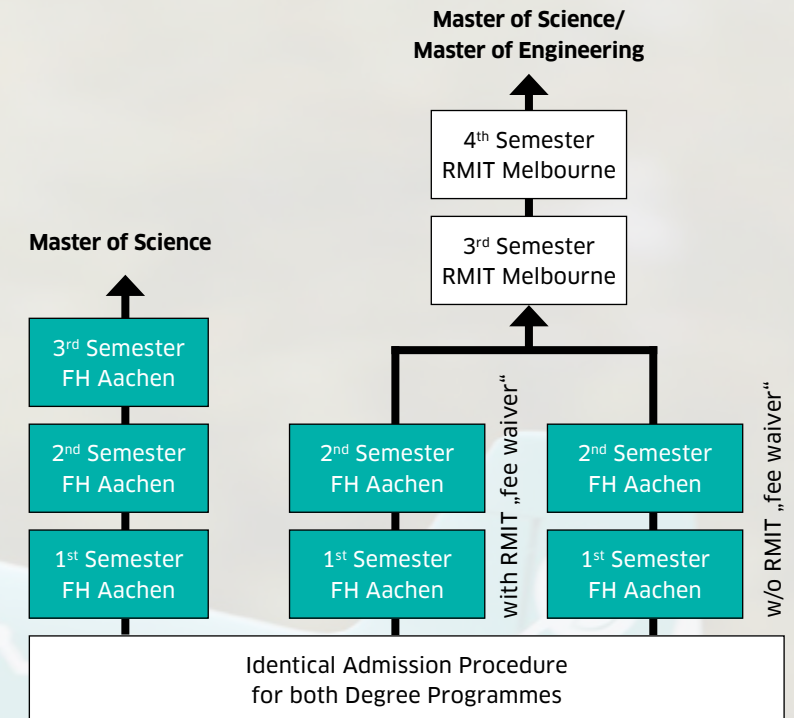 Master of Science/
Master of Engineering
4th Semester
RMIT Melbourne
3rd Semester
RMIT Melbourne
Master of Science
3rd Semester
FH Aachen
2nd Semester
FH Aachen
1st Semester
FH Aachen
2nd Semester
FH Aachen
1st Semester
FH Aachen
with RMIT „fee waiver“
2nd Semester
FH Aachen
1st Semester
FH Aachen
w/o RMIT „fee waiver“
Identical Admission Procedure
for both Degree Programmes